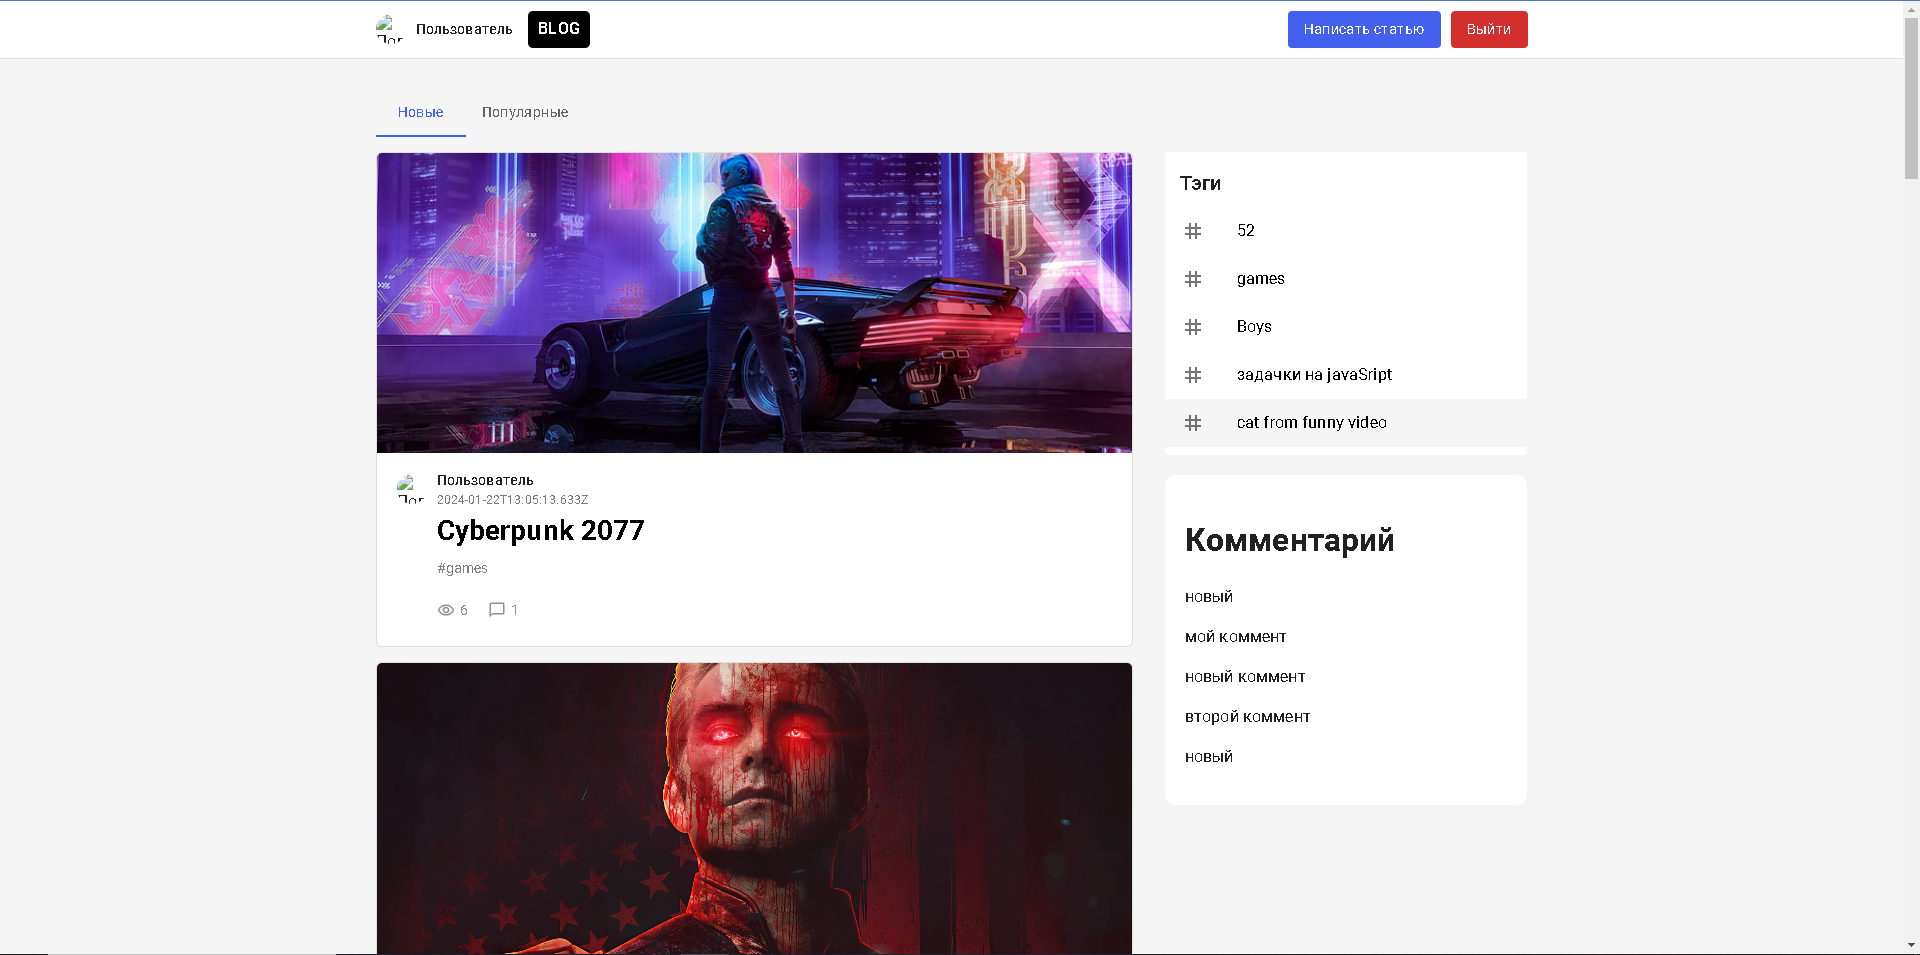 Пользователь BLOG Написать статью Выйти
Новые Популярные
Тэги
52
games
Boys
задачки на javaSript
cat from funny video
Пользователь
2024-01-22T13:05:13.633Z
Cyberpunk 2077
#games
6 1
Комментарий
новый
мой коммент
новый коммент
второй коммент
новый